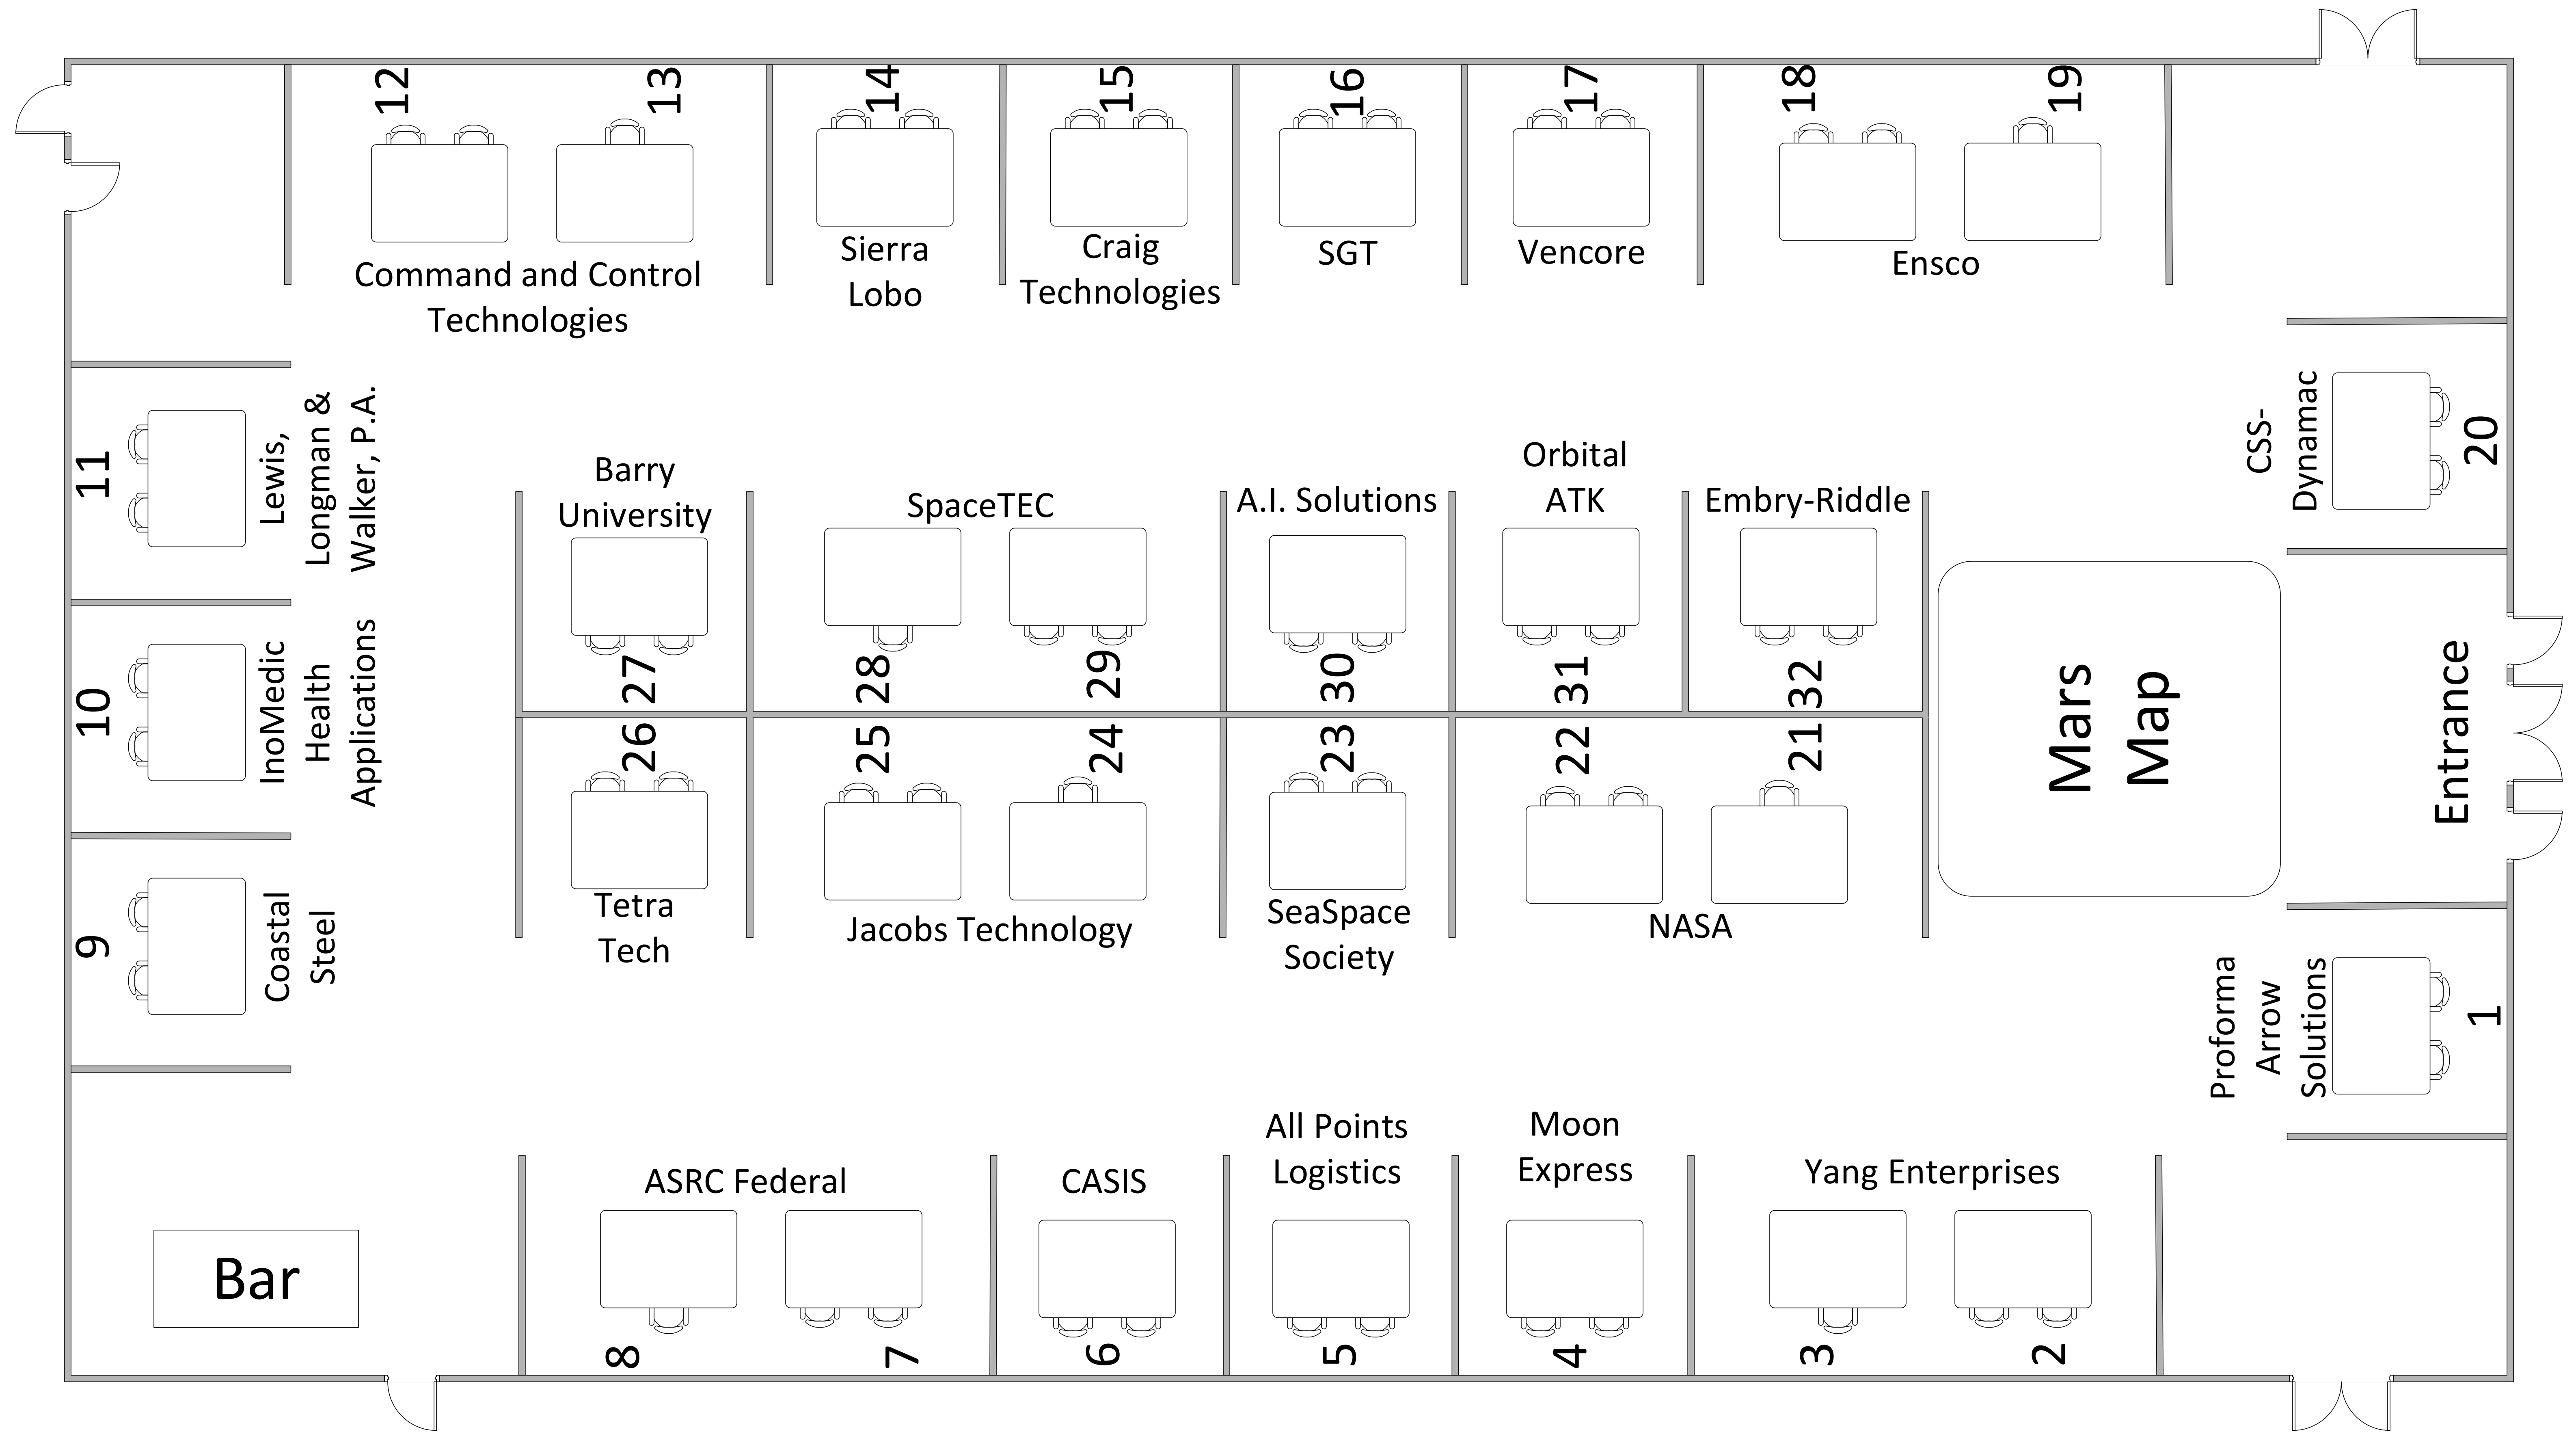 12
13
14
15
16
17
18
19
Command and Control
Technologies
Sierra
Lobo
Craig
Technologies
SGT
Vencore
Ensco
11
Lewis,
Longman &
Walker, P.A.
CSS-
Dynamac
20
Barry
University
SpaceTEC
A.I. Solutions
Orbital
ATK
Embry-Riddle
27
28
29
30
31
32
10
InoMedic
Health
Applications
26
25
24
23
22
21
Mars
Map
Entrance
Tetra
Tech
Jacobs Technology
SeaSpace
Society
NASA
9
Coastal
Steel
Proforma
Arrow
Solutions
1
ASRC Federal
CASIS
All Points
Logistics
Moon
Express
Yang Enterprises
Bar
8
7
6
5
4
3
2